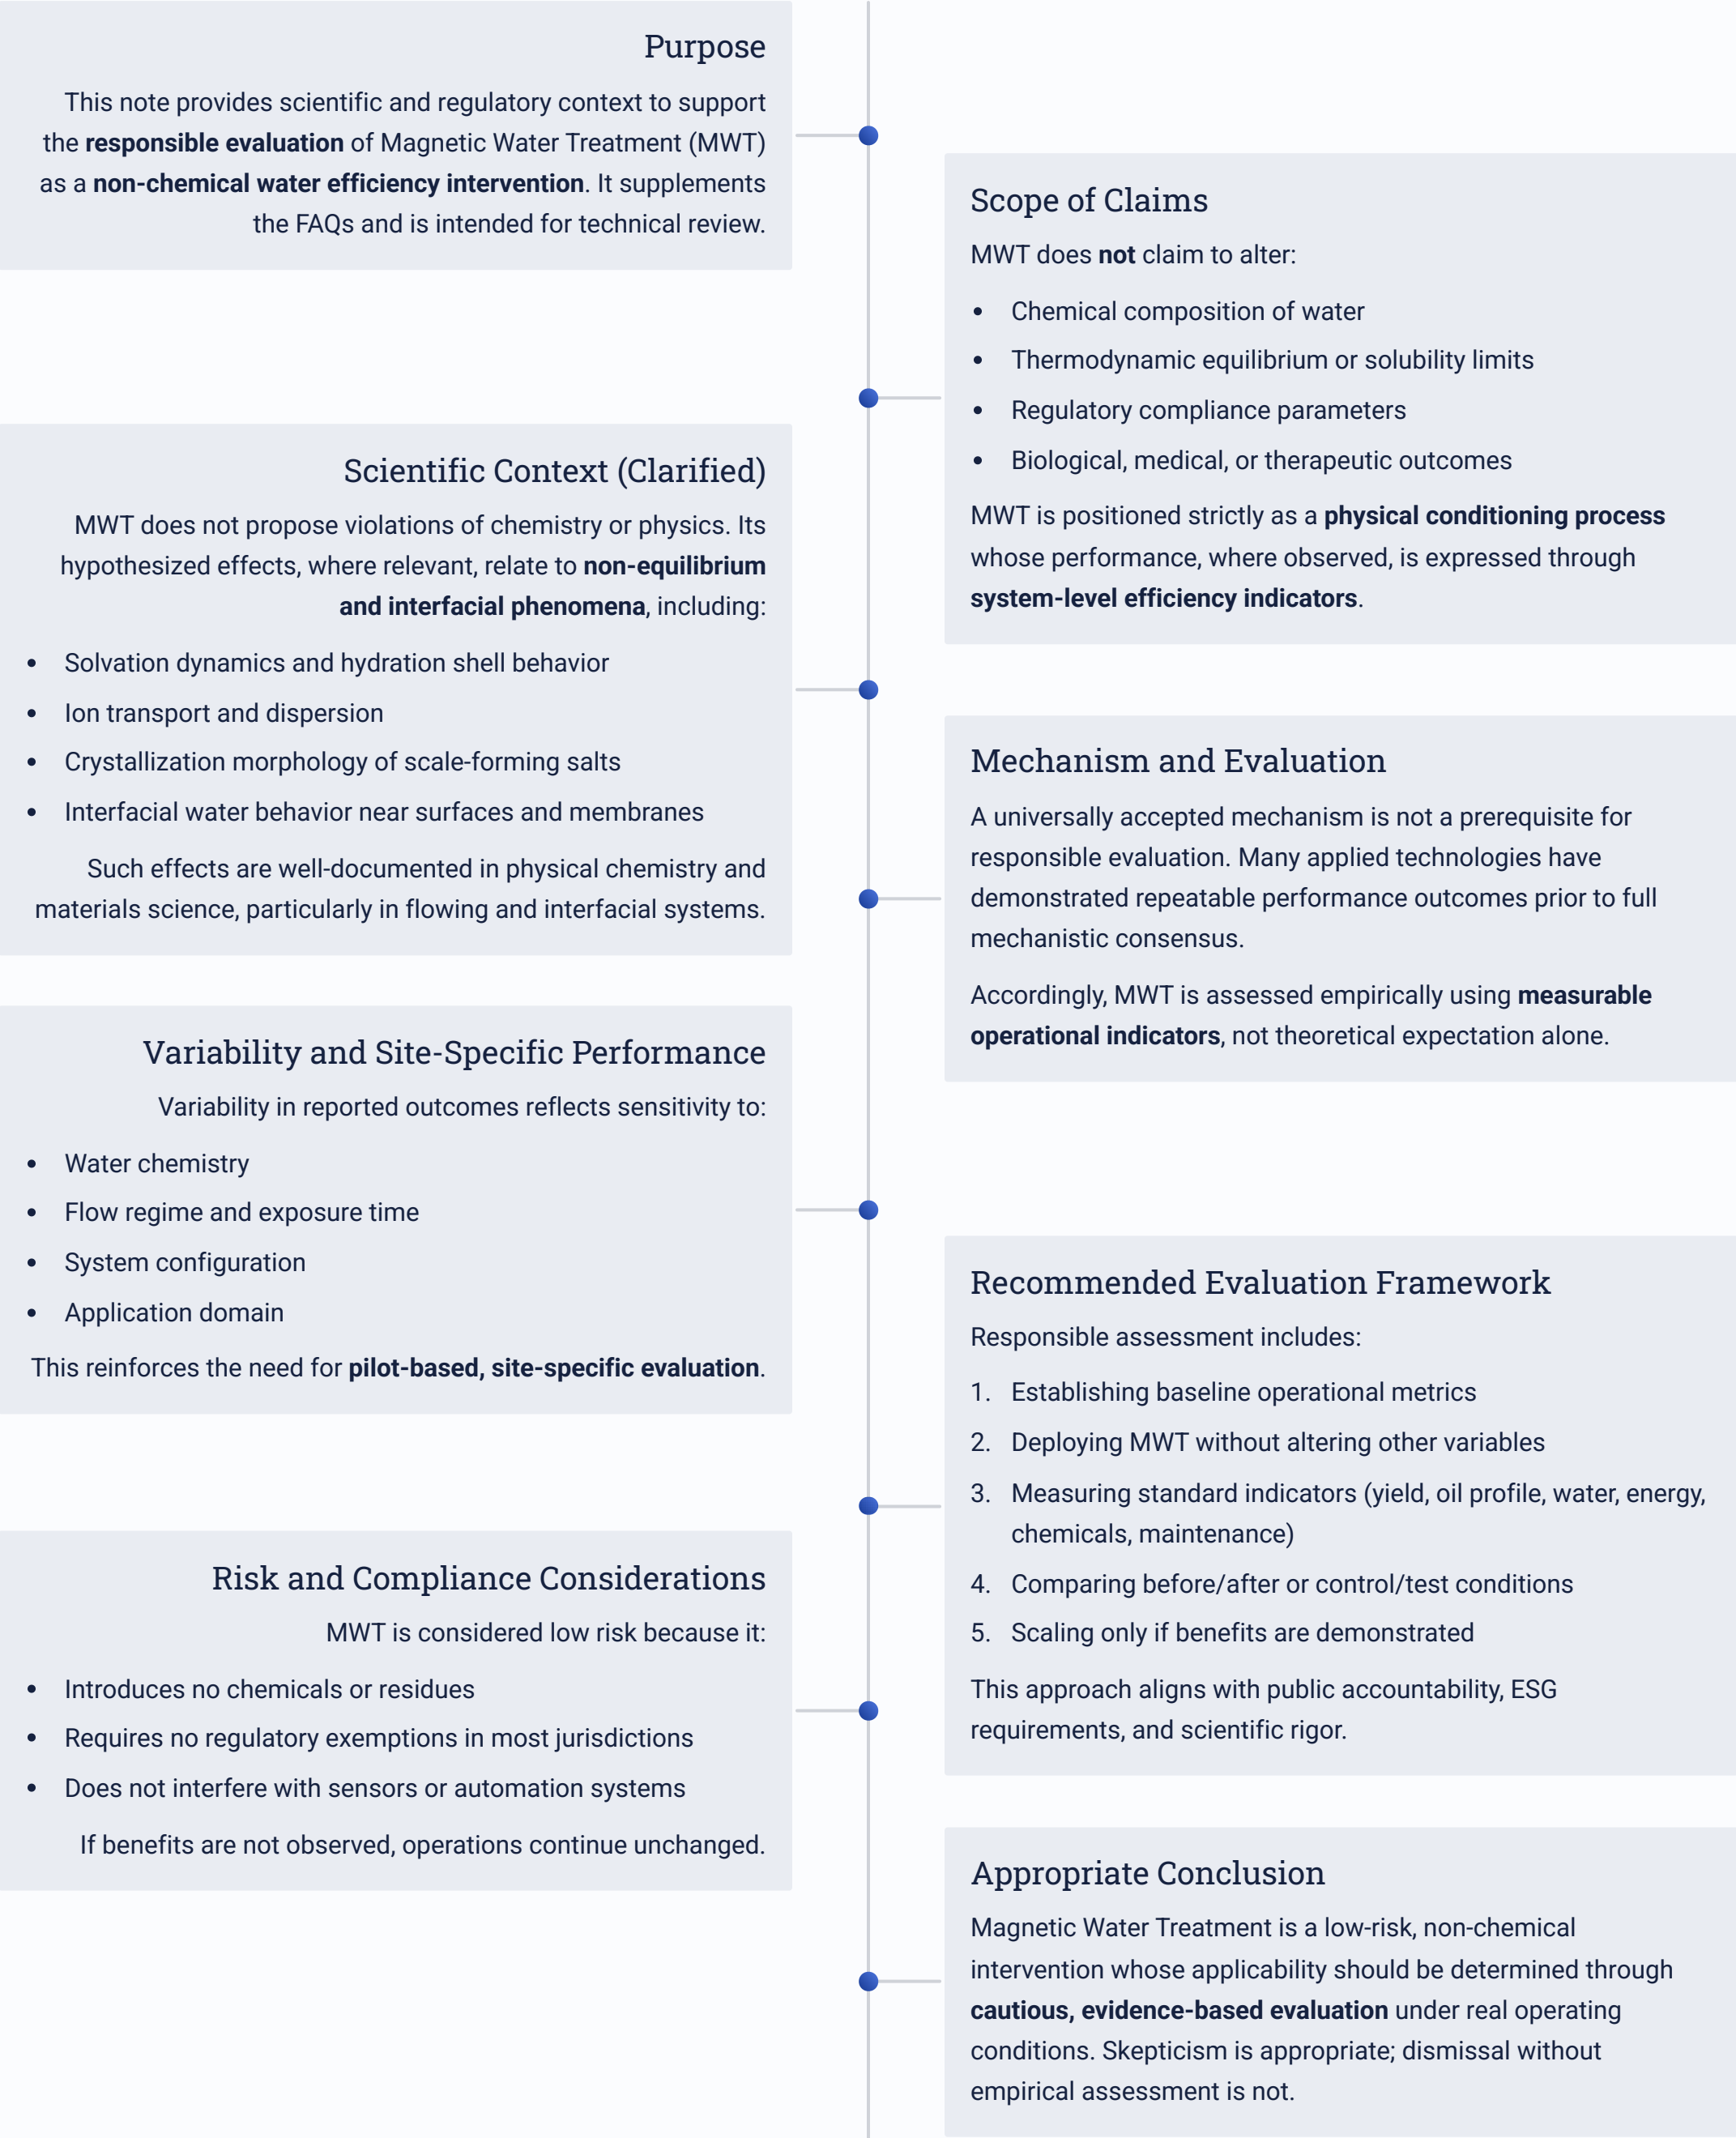 Purpose
This note provides scientific and regulatory context to support
the responsible evaluation of Magnetic Water Treatment (MWT)
as a non-chemical water efficiency intervention. It supplements
the FAQs and is intended for technical review.
Scope of Claims
MWT does not claim to alter:
• Chemical composition of water
• Thermodynamic equilibrium or solubility limits
• Regulatory compliance parameters
• Biological, medical, or therapeutic outcomes
MWT is positioned strictly as a physical conditioning process
whose performance, where observed, is expressed through
system-level efficiency indicators.
Scientific Context (Clarified)
MWT does not propose violations of chemistry or physics. Its
hypothesized effects, where relevant, relate to non-equilibrium
and interfacial phenomena, including:
• Solvation dynamics and hydration shell behavior
• Ion transport and dispersion
• Crystallization morphology of scale-forming salts
• Interfacial water behavior near surfaces and membranes
Such effects are well-documented in physical chemistry and
materials science, particularly in flowing and interfacial systems.
Mechanism and Evaluation
A universally accepted mechanism is not a prerequisite for
responsible evaluation. Many applied technologies have
demonstrated repeatable performance outcomes prior to full
mechanistic consensus.
Accordingly, MWT is assessed empirically using measurable
operational indicators, not theoretical expectation alone.
Variability and Site-Specific Performance
Variability in reported outcomes reflects sensitivity to:
• Water chemistry
• Flow regime and exposure time
• System configuration
• Application domain
This reinforces the need for pilot-based, site-specific evaluation.
Recommended Evaluation Framework
Responsible assessment includes:
1. Establishing baseline operational metrics
2. Deploying MWT without altering other variables
3. Measuring standard indicators (yield, oil profile, water, energy,
chemicals, maintenance)
4. Comparing before/after or control/test conditions
5. Scaling only if benefits are demonstrated
This approach aligns with public accountability, ESG
requirements, and scientific rigor.
Risk and Compliance Considerations
MWT is considered low risk because it:
• Introduces no chemicals or residues
• Requires no regulatory exemptions in most jurisdictions
• Does not interfere with sensors or automation systems
If benefits are not observed, operations continue unchanged.
Appropriate Conclusion
Magnetic Water Treatment is a low-risk, non-chemical
intervention whose applicability should be determined through
cautious, evidence-based evaluation under real operating
conditions. Skepticism is appropriate; dismissal without
empirical assessment is not.